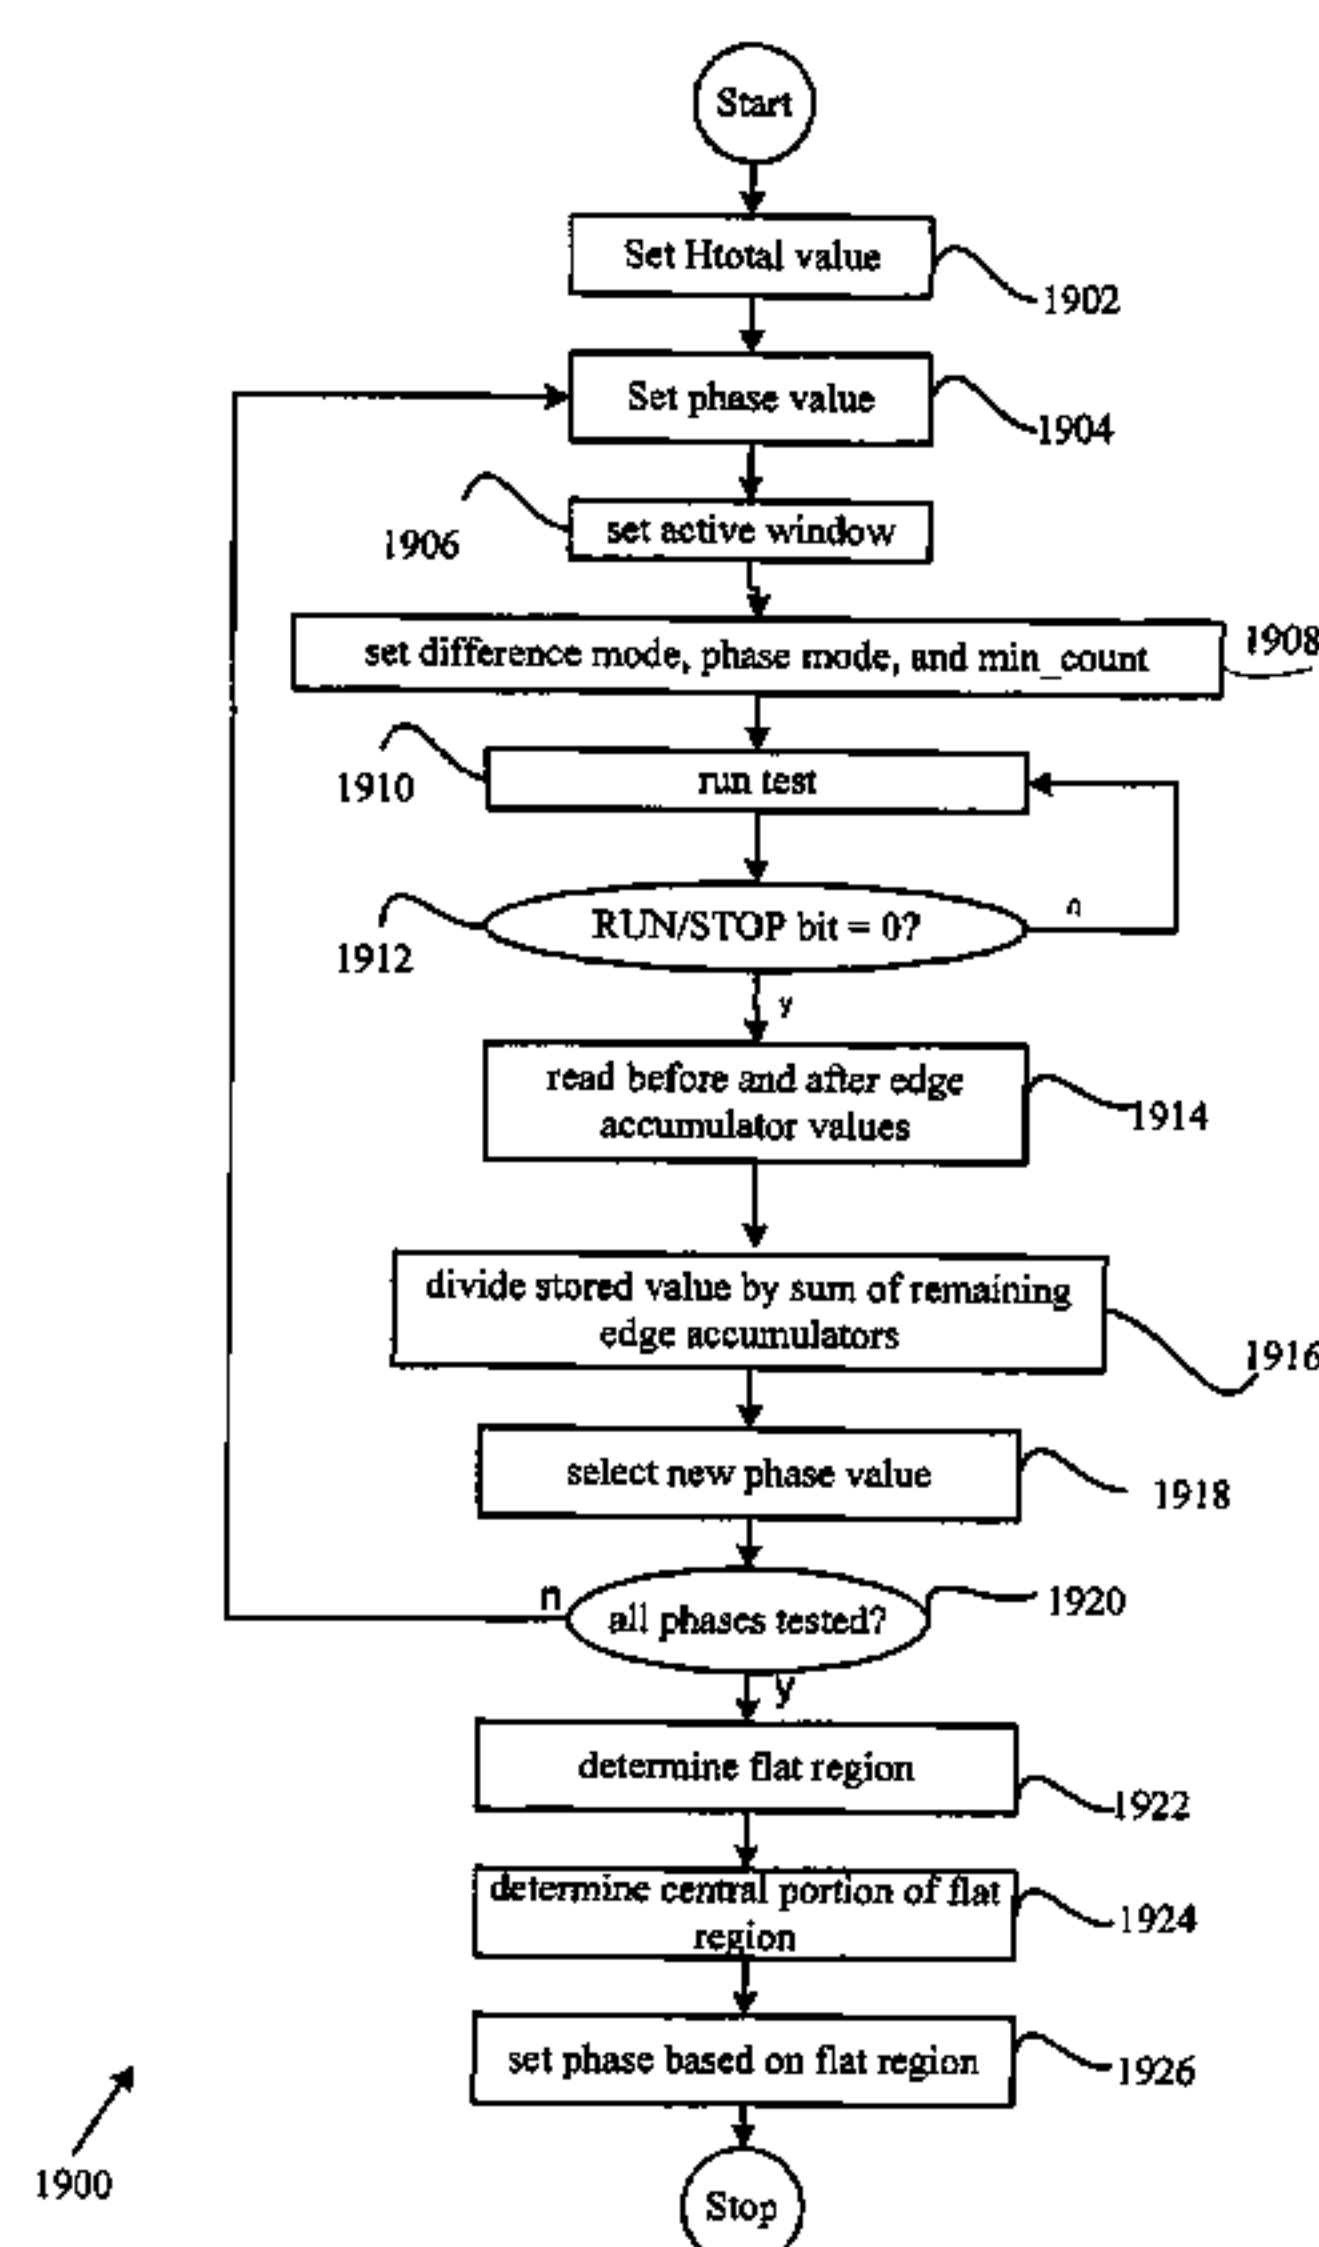 Start
Set Htotal value
1902
Set phase value
1904
set active window
1906
set difference mode, phase mode, and min_count
1908
run test
1910
RUN/STOP bit = 0?
n
1912
y
read before and after edge
accumulator values
1914
divide stored value by sum of remaining
edge accumulators
1916
select new phase value
1918
n
all phases tested?
1920
y
determine flat region
1922
determine central portion of flat
region
1924
set phase based on flat region
1926
1900
Stop